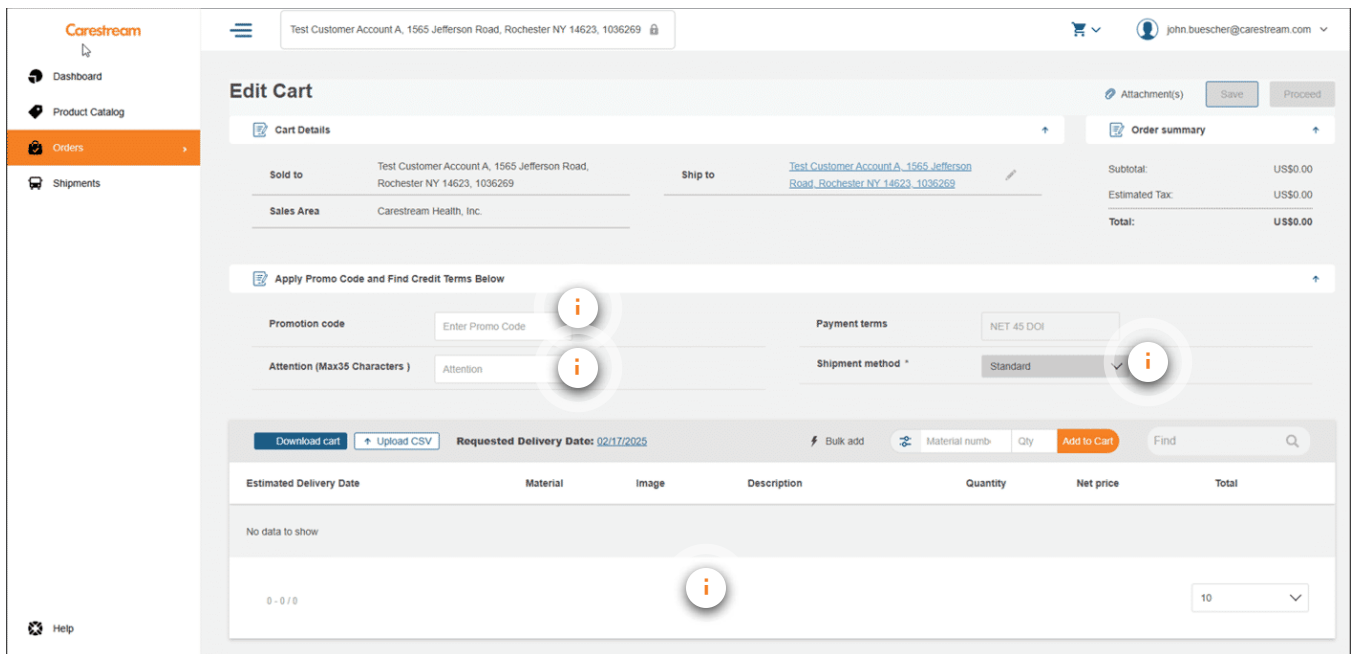 Carestream
Test Customer Account A, 1565 Jefferson Road, Rochester NY 14623, 1036269
john.buescher@carestream.com
Dashboard
Product Catalog
Orders
Shipments
Help
Edit Cart
Attachment(s)
Save
Proceed
Cart Details
Sold to
Test Customer Account A, 1565 Jefferson Road,
Rochester NY 14623, 1036269
Ship to
Test Customer Account A, 1565 Jefferson
Road, Rochester NY 14623, 1036269
Sales Area
Carestream Health, Inc.
Order summary
Subtotal: US$0.00
Estimated Tax: US$0.00
Total: US$0.00
Apply Promo Code and Find Credit Terms Below
Promotion code
Enter Promo Code
i
Payment terms
NET 45 DOI
Attention (Max35 Characters )
Attention
i
Shipment method *
Standard
i
Download cart
Upload CSV
Requested Delivery Date: 02/17/2025
Bulk add
Material numb
Qty
Add to Cart
Find
Estimated Delivery Date Material Image Description Quantity Net price Total
No data to show
i
0 - 0 / 0
10